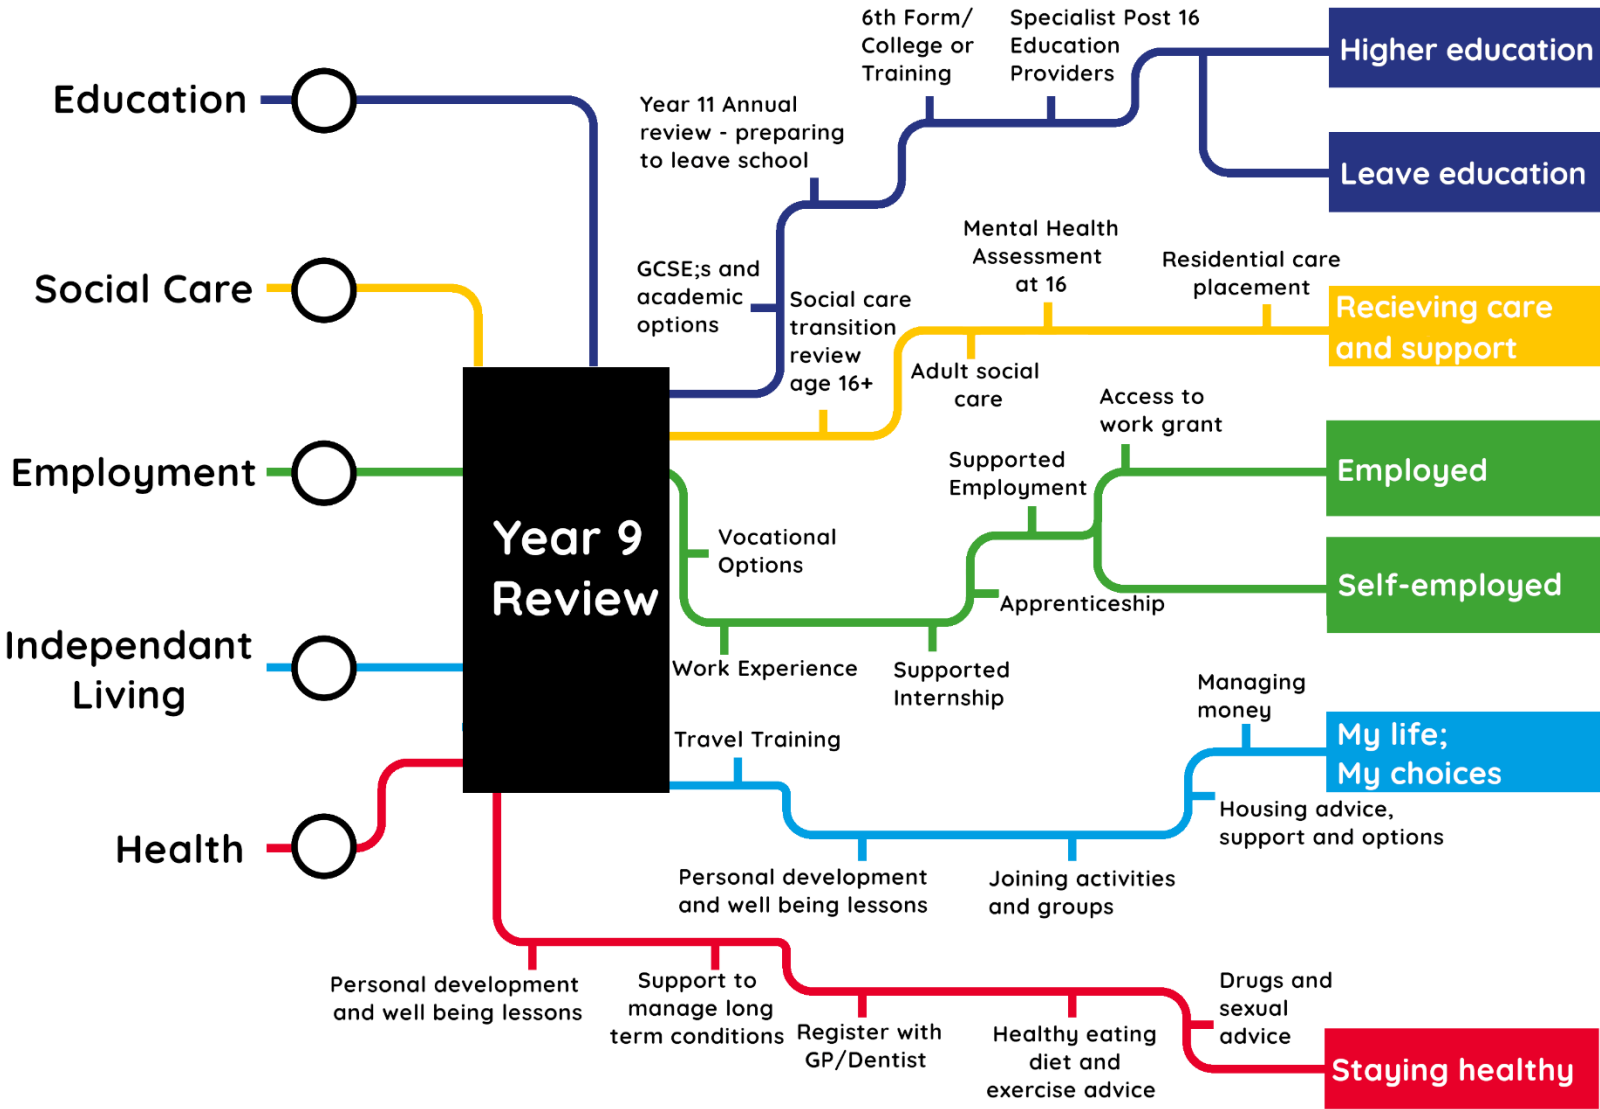 Education
Social Care
Employment
Independant
Living
Health
Year 9
Review
GCSE;s and
academic
options
Year 11 Annual
review - preparing
to leave school
6th Form/
College or
Training
Specialist Post 16
Education
Providers
Higher education
Leave education
Social care
transition
review
age 16+
Adult social
care
Mental Health
Assessment
at 16
Residential care
placement
Recieving care
and support
Vocational
Options
Work Experience
Supported
Internship
Apprenticeship
Supported
Employment
Access to
work grant
Employed
Self-employed
Travel Training
Personal development
and well being lessons
Joining activities
and groups
Housing advice,
support and options
Managing
money
My life;
My choices
Personal development
and well being lessons
Support to
manage long
term conditions
Register with
GP/Dentist
Healthy eating
diet and
exercise advice
Drugs and
sexual
advice
Staying healthy